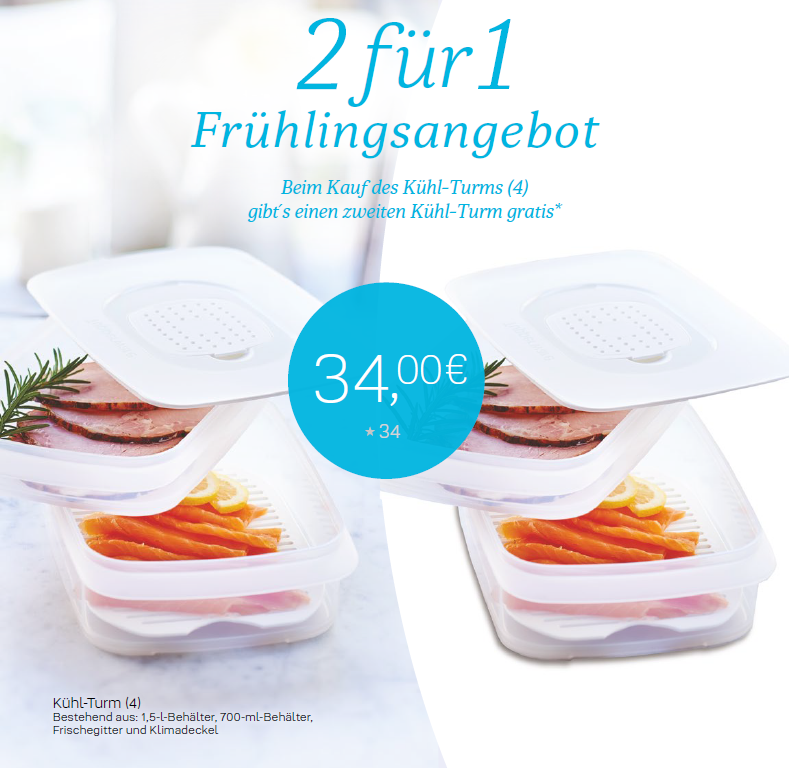 2 für 1
Frühlingsangebot
Beim Kauf des Kühl-Turms (4)
gibt´s einen zweiten Kühl-Turm gratis*
34,00€
★ 34
Kühl-Turm (4)
Bestehend aus: 1,5-l-Behälter, 700-ml-Behälter,
Frischegitter und Klimadeckel